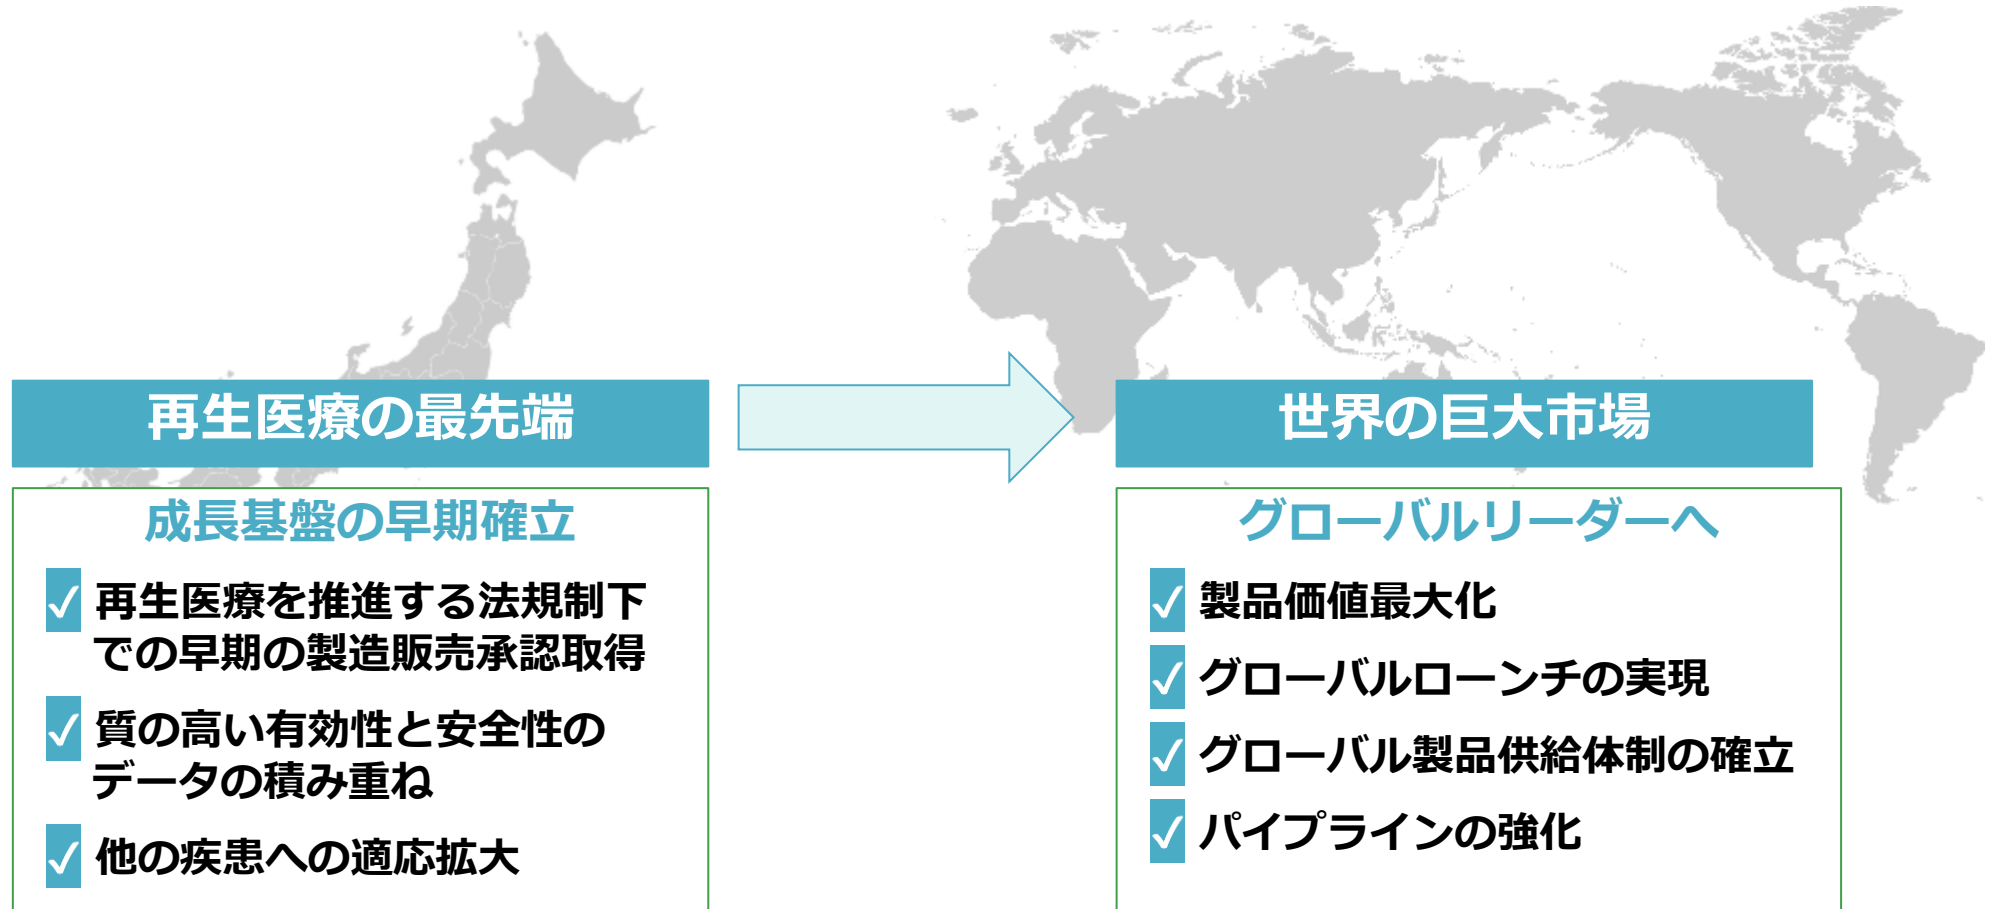 再生医療の最先端
成長基盤の早期確立
✓ 再生医療を推進する法規制下
での早期の製造販売承認取得
✓ 質の高い有効性と安全性の
データの積み重ね
✓ 他の疾患への適応拡大
世界の巨大市場
グローバルリーダーへ
✓ 製品価値最大化
✓ グローバルローンチの実現
✓ グローバル製品供給体制の確立
✓ パイプラインの強化